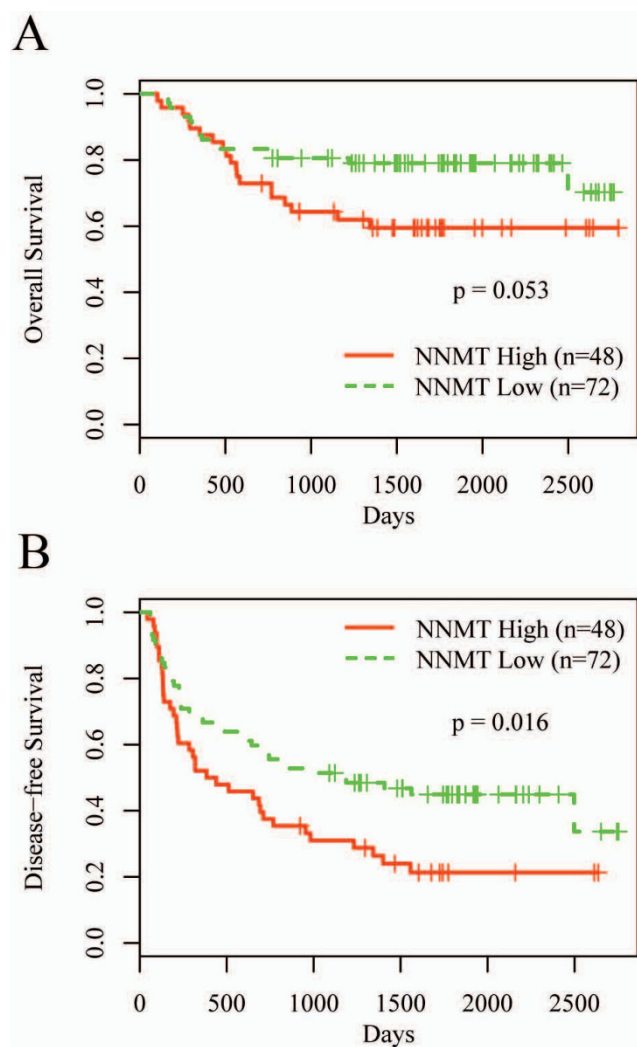 A
Overall Survival
1.0
0.8
0.6
0.4
0.2
0.0
p = 0.053
NNMT High (n=48)
NNMT Low (n=72)
0 500 1000 1500 2000 2500
Days
B
Disease-free Survival
1.0
0.8
0.6
0.4
0.2
0.0
NNMT High (n=48)
NNMT Low (n=72)
p = 0.016
0 500 1000 1500 2000 2500
Days